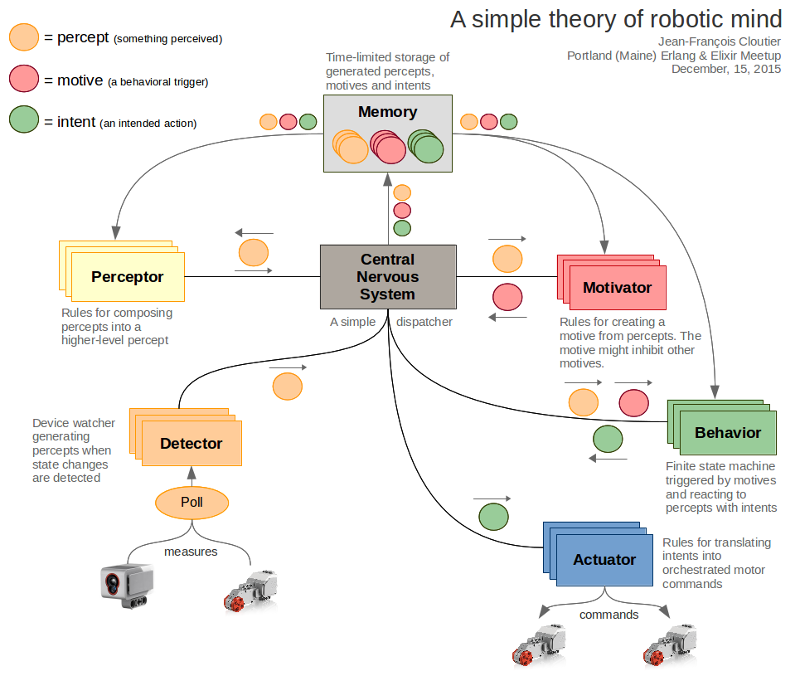 A simple theory of robotic mind
Jean-François Cloutier
Portland (Maine) Erlang & Elixir Meetup
December, 15, 2015
= percept (something perceived)
= motive (a behavioral trigger)
= intent (an intended action)
Time-limited storage of
generated percepts,
motives and intents
Memory
Perceptor
Rules for composing
percepts into a
higher-level percept
Central
Nervous
System
A simple dispatcher
Motivator
Rules for creating a
motive from percepts. The
motive might inhibit other
motives.
Device watcher
generating
percepts when
state changes
are detected
Detector
Poll
measures
Behavior
Finite state machine
triggered by motives
and reacting to
percepts with intents
Actuator
Rules for translating
intents into
orchestrated motor
commands
commands